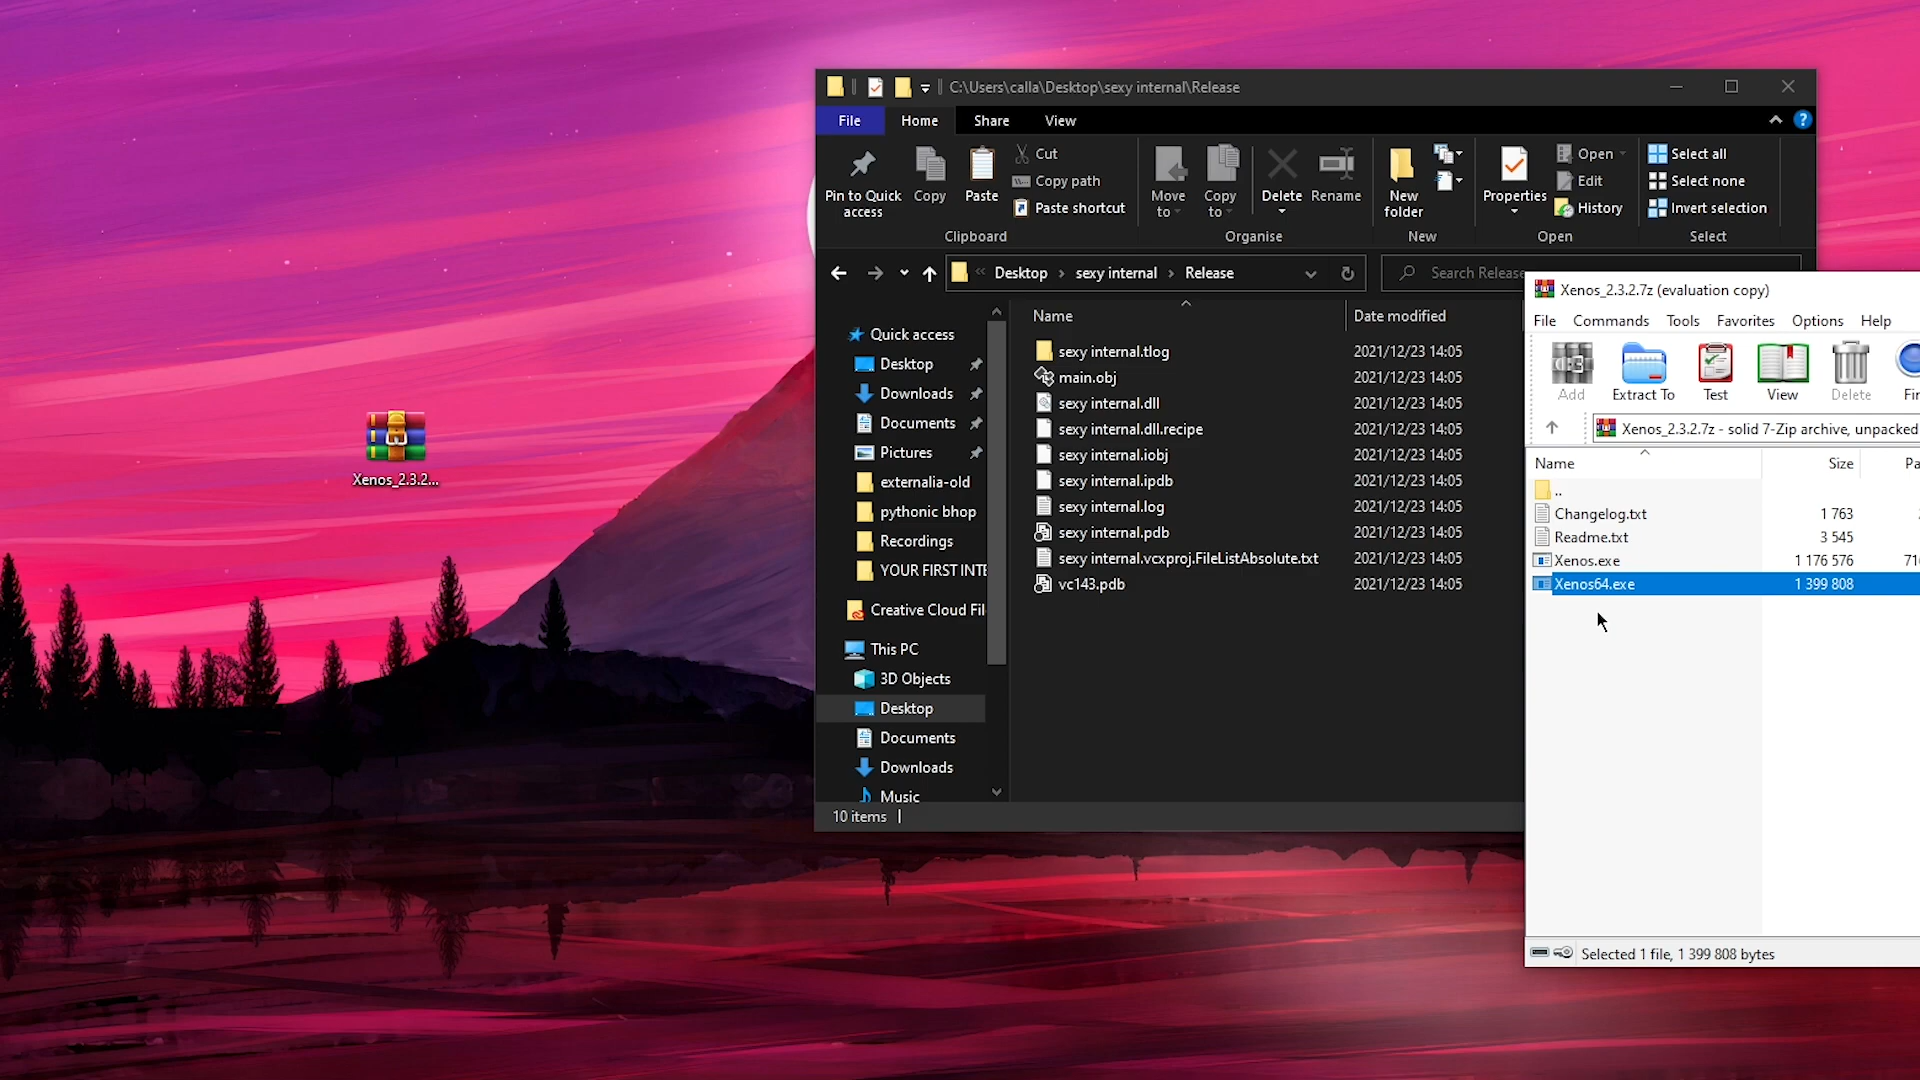 Xenos_2.3.2...
C:\Users\calla\Desktop\sexy internal\Release
File Home Share View
Pin to Quick access
Copy
Paste
Cut
Copy path
Paste shortcut
Clipboard
Move to
Copy to
Delete
Rename
Organise
New folder
New
Properties
Open
Edit
History
Open
Select all
Select none
Invert selection
Select
« Desktop › sexy internal › Release
Search Release
Quick access
Desktop
Downloads
Documents
Pictures
externalia-old
pythonic bhop
Recordings
YOUR FIRST INTE
Creative Cloud Fil
This PC
3D Objects
Desktop
Documents
Downloads
Music
Name Date modified
sexy internal.tlog 2021/12/23 14:05
main.obj 2021/12/23 14:05
sexy internal.dll 2021/12/23 14:05
sexy internal.dll.recipe 2021/12/23 14:05
sexy internal.iobj 2021/12/23 14:05
sexy internal.ipdb 2021/12/23 14:05
sexy internal.log 2021/12/23 14:05
sexy internal.pdb 2021/12/23 14:05
sexy internal.vcxproj.FileListAbsolute.txt 2021/12/23 14:05
vc143.pdb 2021/12/23 14:05
10 items
Xenos_2.3.2.7z (evaluation copy)
File Commands Tools Favorites Options Help
Add Extract To Test View Delete Fin
Xenos_2.3.2.7z - solid 7-Zip archive, unpacked
Name Size Pa
..
Changelog.txt 1 763
Readme.txt 3 545
Xenos.exe 1 176 576 71
Xenos64.exe 1 399 808
Selected 1 file, 1 399 808 bytes